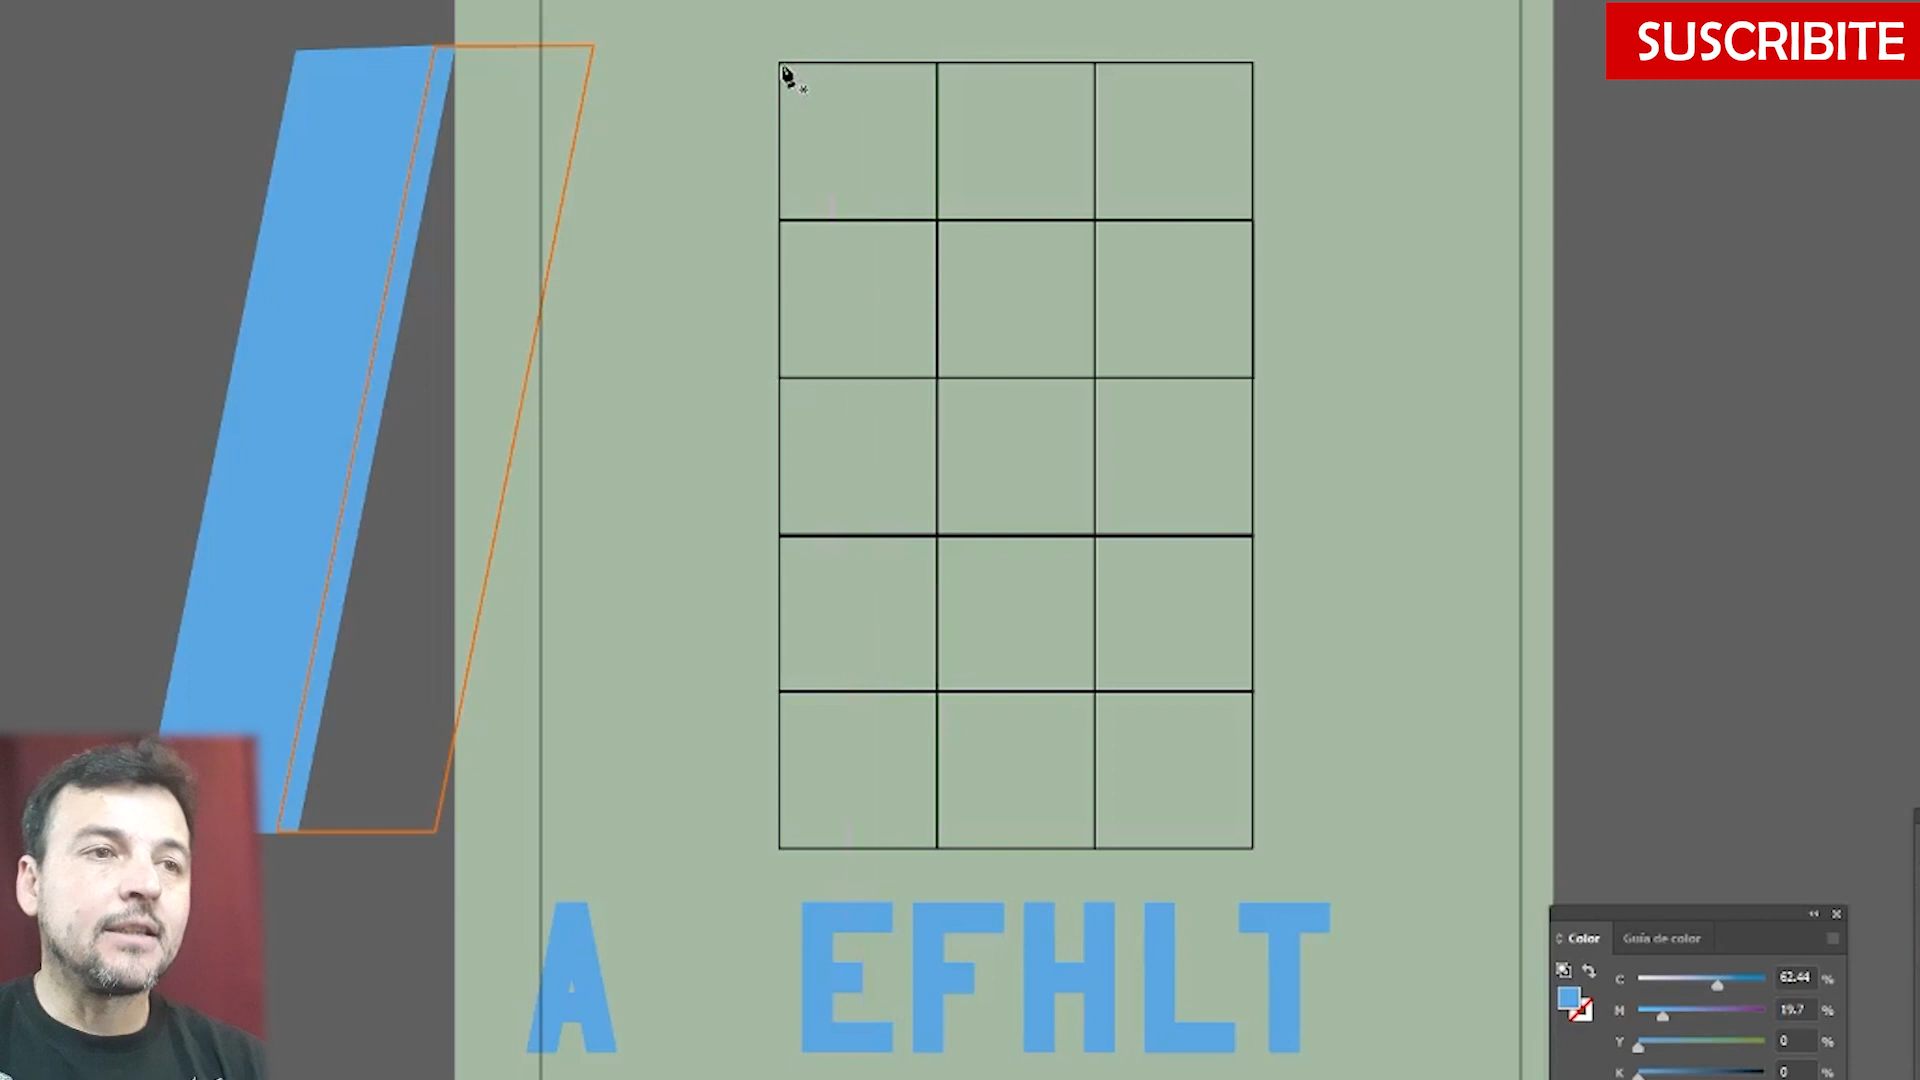 SUSCRIBITE
A EFHLT
Color Guía de color
C 62.44 %
M 19.7 %
Y 0 %
K 0 %